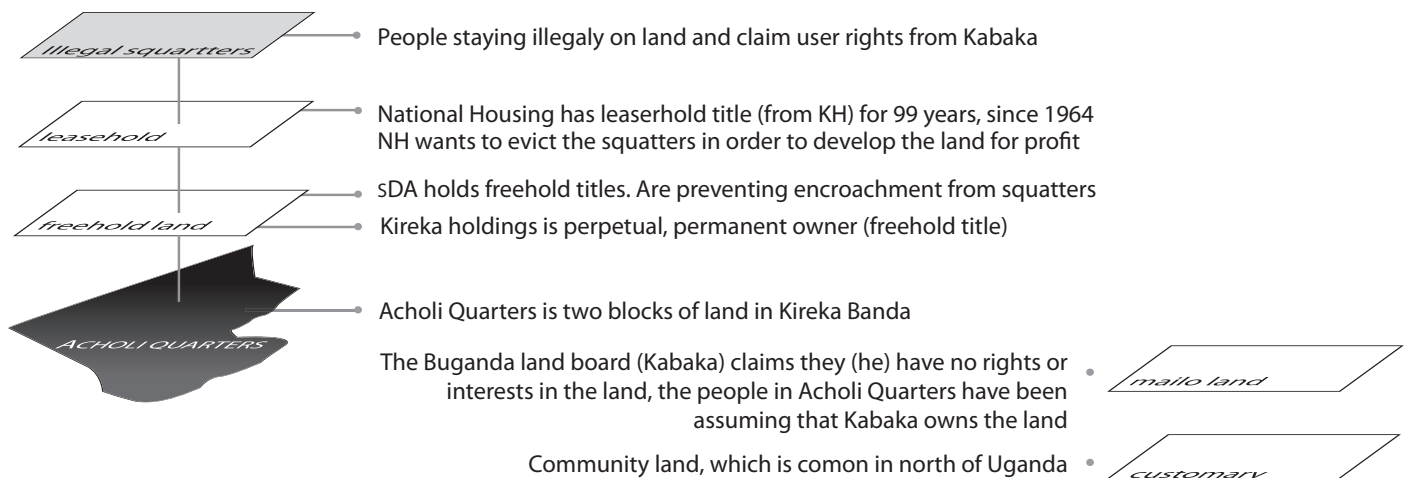 Illegal squartters
People staying illegaly on land and claim user rights from Kabaka
leasehold
National Housing has leaserhold title (from KH) for 99 years, since 1964
NH wants to evict the squatters in order to develop the land for profit
freehold land
sDA holds freehold titles. Are preventing encroachment from squatters
Kireka holdings is perpetual, permanent owner (freehold title)
ACHOLI QUARTERS
Acholi Quarters is two blocks of land in Kireka Banda
The Buganda land board (Kabaka) claims they (he) have no rights or
interests in the land, the people in Acholi Quarters have been
assuming that Kabaka owns the land
mailo land
Community land, which is comon in north of Uganda
customary